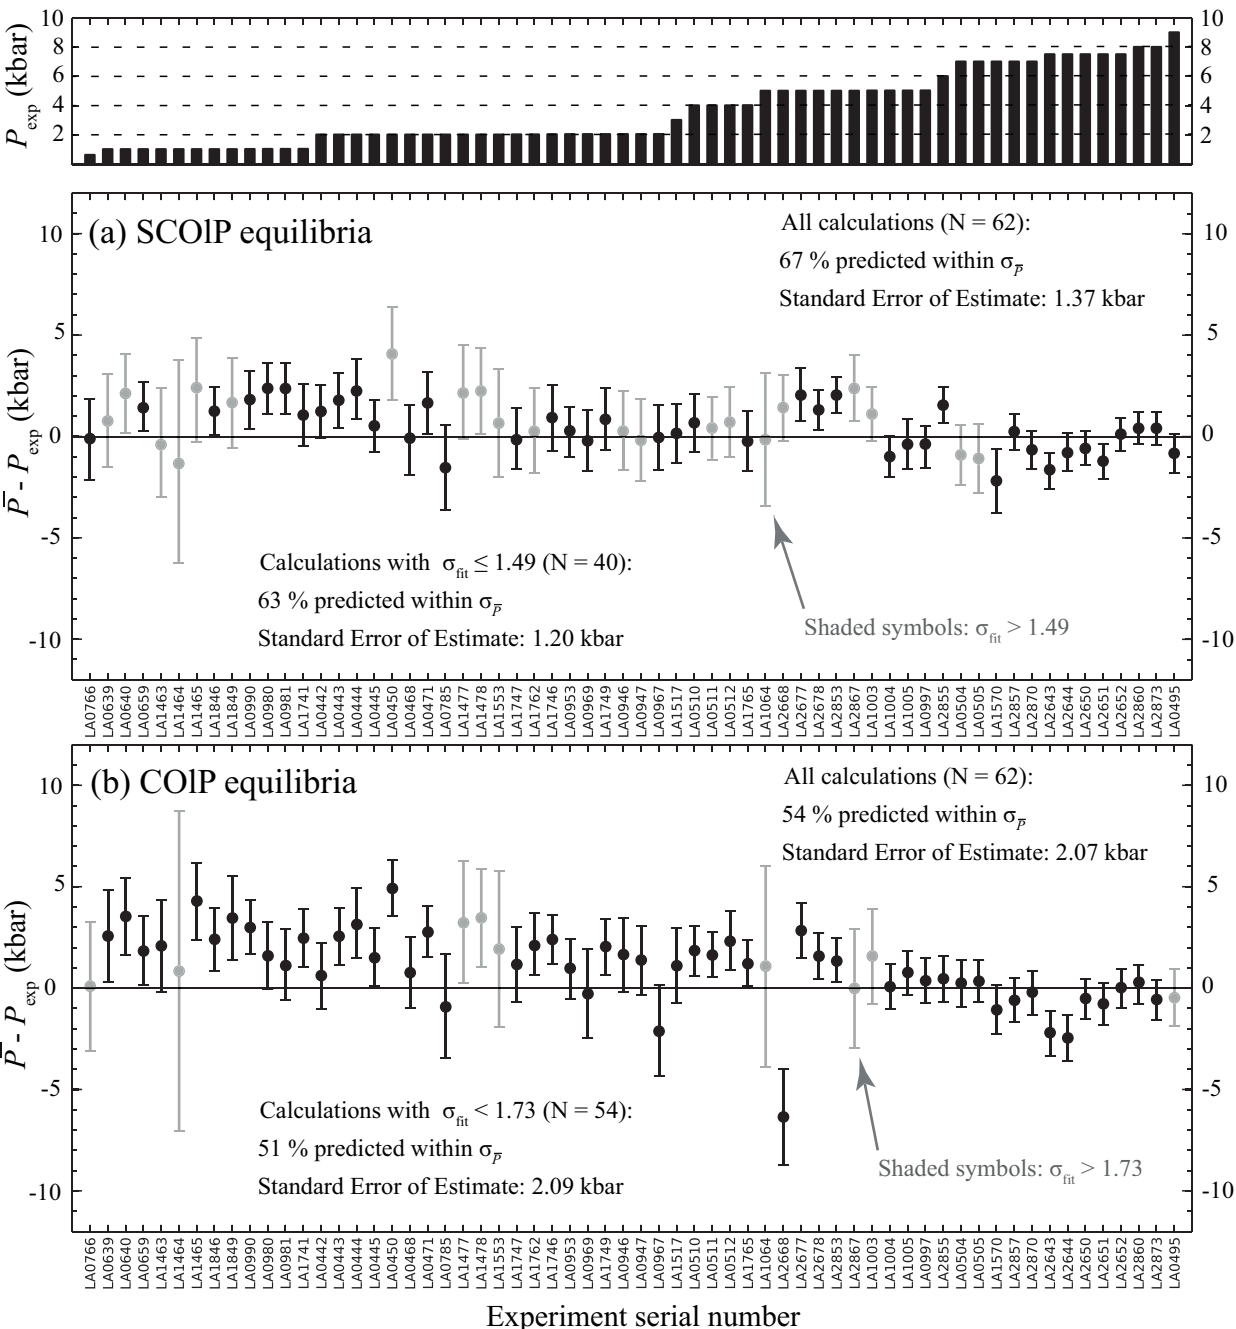 10 10
8 8
6 6
4 4
2 2
P exp (kbar)
(a) SCOlP equilibria
All calculations (N = 62):
67 % predicted within σP̅
Standard Error of Estimate: 1.37 kbar
10 10
5 5
0 0
-5 -5
-10 -10
P̅ - Pexp (kbar)
Calculations with σfit ≤ 1.49 (N = 40):
63 % predicted within σP̅
Standard Error of Estimate: 1.20 kbar
Shaded symbols: σfit > 1.49
LA0766 LA0639 LA0640 LA0659 LA1463 LA1464 LA1465 LA1846 LA1849 LA0990 LA0980 LA0981 LA1741 LA0442 LA0443 LA0444 LA0445 LA0450 LA0468 LA0471 LA0785 LA1477 LA1478 LA1553 LA1747 LA1762 LA1746 LA0953 LA0969 LA1749 LA0946 LA0947 LA0967 LA1517 LA0510 LA0511 LA0512 LA1765 LA1064 LA2668 LA2677 LA2678 LA2853 LA2867 LA1003 LA1004 LA1005 LA0997 LA2855 LA0504 LA0505 LA1570 LA2857 LA2870 LA2643 LA2644 LA2650 LA2651 LA2652 LA2860 LA2873 LA0495
(b) COlP equilibria
All calculations (N = 62):
54 % predicted within σP̅
Standard Error of Estimate: 2.07 kbar
10 10
5 5
0 0
-5 -5
-10 -10
P̅ - Pexp (kbar)
Calculations with σfit < 1.73 (N = 54):
51 % predicted within σP̅
Standard Error of Estimate: 2.09 kbar
Shaded symbols: σfit > 1.73
LA0766 LA0639 LA0640 LA0659 LA1463 LA1464 LA1465 LA1846 LA1849 LA0990 LA0980 LA0981 LA1741 LA0442 LA0443 LA0444 LA0445 LA0450 LA0468 LA0471 LA0785 LA1477 LA1478 LA1553 LA1747 LA1762 LA1746 LA0953 LA0969 LA1749 LA0946 LA0947 LA0967 LA1517 LA0510 LA0511 LA0512 LA1765 LA1064 LA2668 LA2677 LA2678 LA2853 LA2867 LA1003 LA1004 LA1005 LA0997 LA2855 LA0504 LA0505 LA1570 LA2857 LA2870 LA2643 LA2644 LA2650 LA2651 LA2652 LA2860 LA2873 LA0495
Experiment serial number